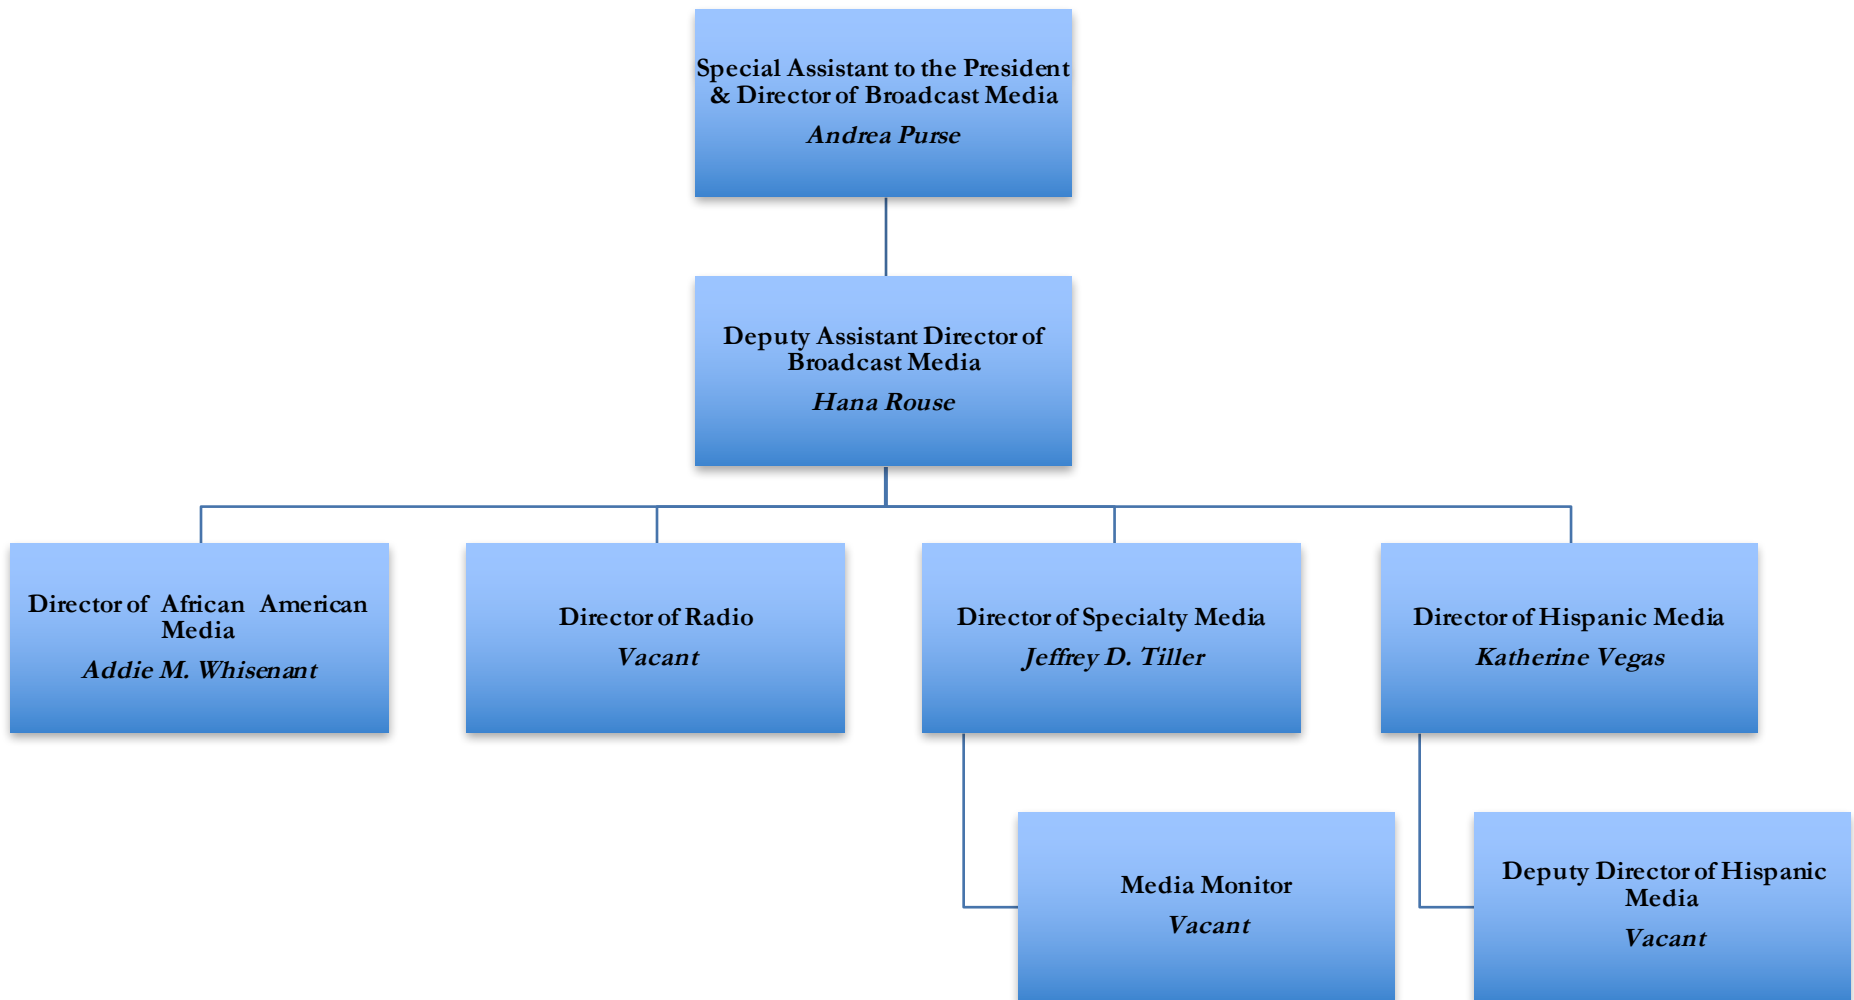 Special Assistant to the President
& Director of Broadcast Media
Andrea Purse
Deputy Assistant Director of
Broadcast Media
Hana Rouse
Director of African American
Media
Addie M. Whisenant
Director of Radio
Vacant
Director of Specialty Media
Jeffrey D. Tiller
Director of Hispanic Media
Katherine Vegas
Media Monitor
Vacant
Deputy Director of Hispanic
Media
Vacant